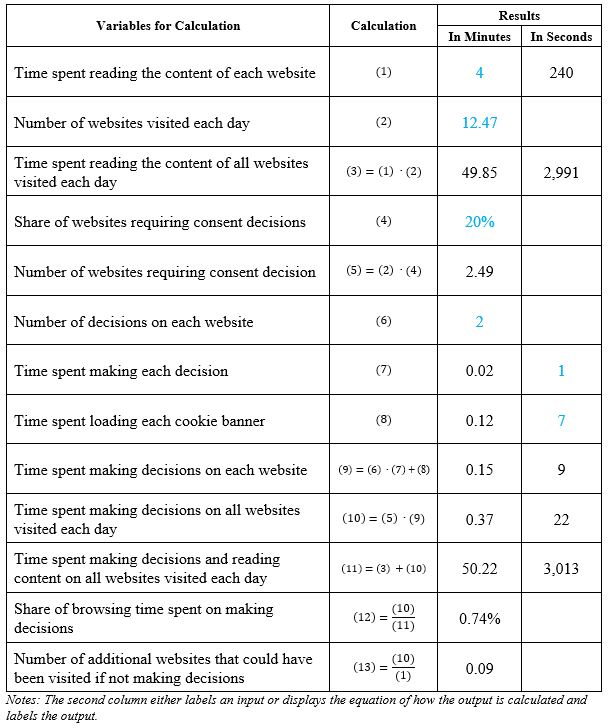 Variables for Calculation Calculation Results
In Minutes In Seconds
Time spent reading the content of each website (1) 4 240
Number of websites visited each day (2) 12.47
Time spent reading the content of all websites
visited each day (3) = (1) · (2) 49.85 2,991
Share of websites requiring consent decisions (4) 20%
Number of websites requiring consent decision (5) = (2) · (4) 2.49
Number of decisions on each website (6) 2
Time spent making each decision (7) 0.02 1
Time spent loading each cookie banner (8) 0.12 7
Time spent making decisions on each website (9) = (6) · (7) + (8) 0.15 9
Time spent making decisions on all websites
visited each day (10) = (5) · (9) 0.37 22
Time spent making decisions and reading
content on all websites visited each day (11) = (3) + (10) 50.22 3,013
Share of browsing time spent on making
decisions (12) = (10)/(11) 0.74%
Number of additional websites that could have
been visited if not making decisions (13) = (10)/(1) 0.09
Notes: The second column either labels an input or displays the equation of how the output is calculated and
labels the output.